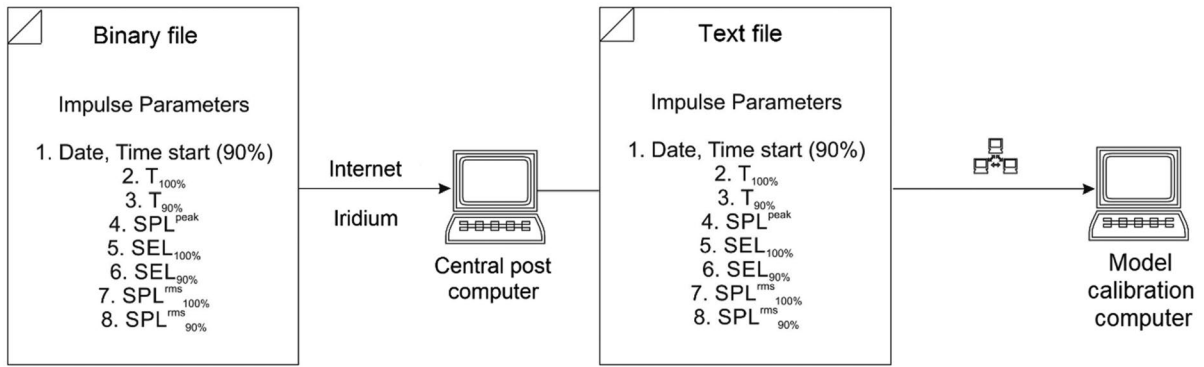 Binary file
Impulse Parameters
1. Date, Time start (90%)
2. T100%
3. T90%
4. SPLpeak
5. SEL100%
6. SEL90%
7. SPLrms100%
8. SPLrms90%
Internet
Iridium
Central post
computer
Text file
Impulse Parameters
1. Date, Time start (90%)
2. T100%
3. T90%
4. SPLpeak
5. SEL100%
6. SEL90%
7. SPLrms100%
8. SPLrms90%
Model
calibration
computer